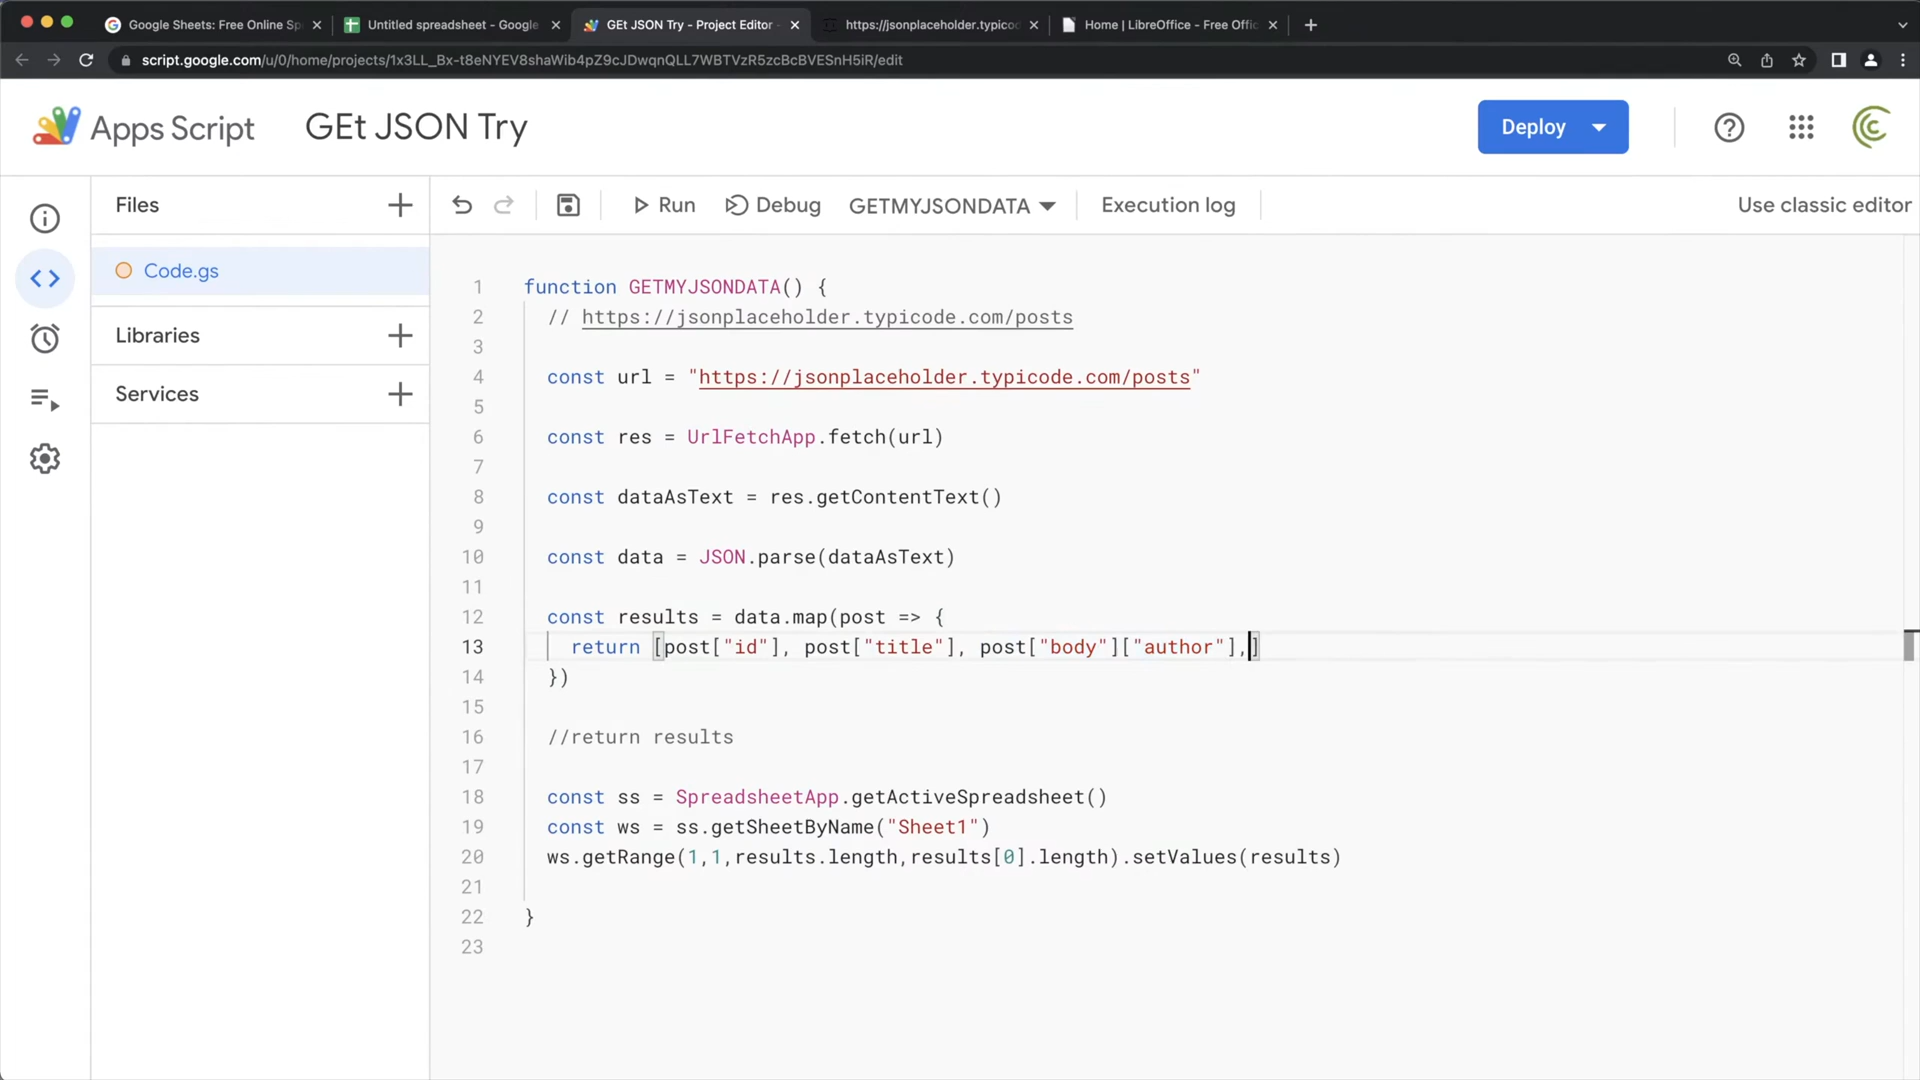 Google Sheets: Free Online Sp
Untitled spreadsheet - Google
GEt JSON Try - Project Editor -
https://jsonplaceholder.typico
Home | LibreOffice - Free Offic
script.google.com/u/0/home/projects/1x3LL_Bx-t8eNYEV8shaWib4pZ9cJDwqnQLL7WBTVzR5zcBcBVESnH5iR/edit
Apps Script
GEt JSON Try
Deploy
Files
Run
Debug
GETMYJSONDATA
Execution log
Use classic editor
Code.gs
Libraries
Services
1 function GETMYJSONDATA() {
2 // https://jsonplaceholder.typicode.com/posts
3
4 const url = "https://jsonplaceholder.typicode.com/posts"
5
6 const res = UrlFetchApp.fetch(url)
7
8 const dataAsText = res.getContentText()
9
10 const data = JSON.parse(dataAsText)
11
12 const results = data.map(post => {
13 return [post["id"], post["title"], post["body"]["author"],]
14 })
15
16 //return results
17
18 const ss = SpreadsheetApp.getActiveSpreadsheet()
19 const ws = ss.getSheetByName("Sheet1")
20 ws.getRange(1,1,results.length,results[0].length).setValues(results)
21
22 }
23